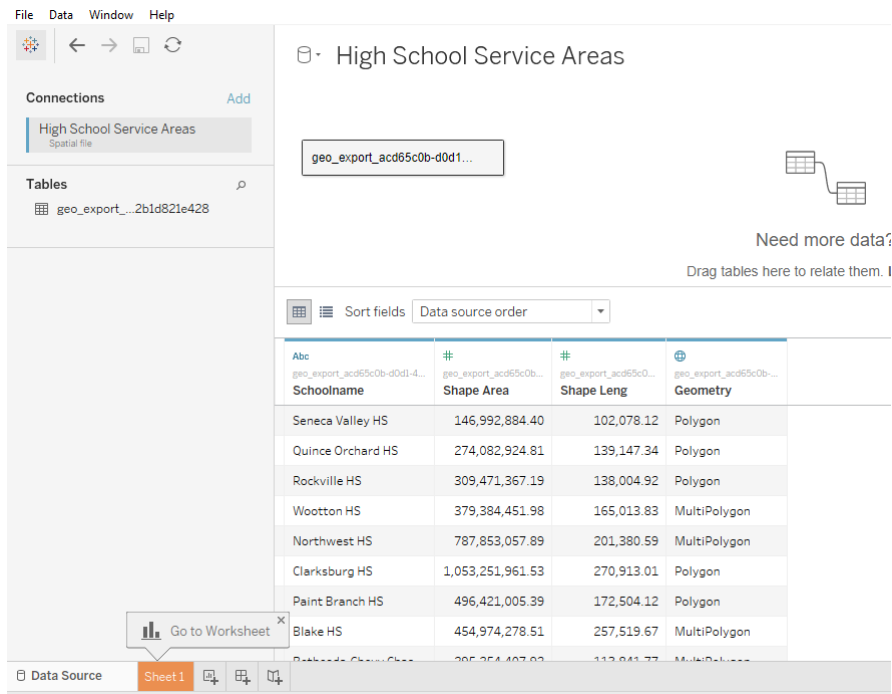 File Data Window Help
High School Service Areas
Connections Add
High School Service Areas
Spatial file
geo_export_acd65c0b-d0d1...
Tables
geo_export_...2b1d821e428
Need more data?
Drag tables here to relate them.
Sort fields Data source order
Abc # #
geo_export_acd65c0b-d0d1-4... geo_export_acd65c0b... geo_export_acd65c0... geo_export_acd65c0b-...
Schoolname Shape Area Shape Leng Geometry
Seneca Valley HS 146,992,884.40 102,078.12 Polygon
Quince Orchard HS 274,082,924.81 139,147.34 Polygon
Rockville HS 309,471,367.19 138,004.92 Polygon
Wootton HS 379,384,451.98 165,013.83 MultiPolygon
Northwest HS 787,853,057.89 201,380.59 MultiPolygon
Clarksburg HS 1,053,251,961.53 270,913.01 Polygon
Paint Branch HS 496,421,005.39 172,504.12 Polygon
Go to Worksheet
Blake HS 454,974,278.51 257,519.67 MultiPolygon
Data Source Sheet 1